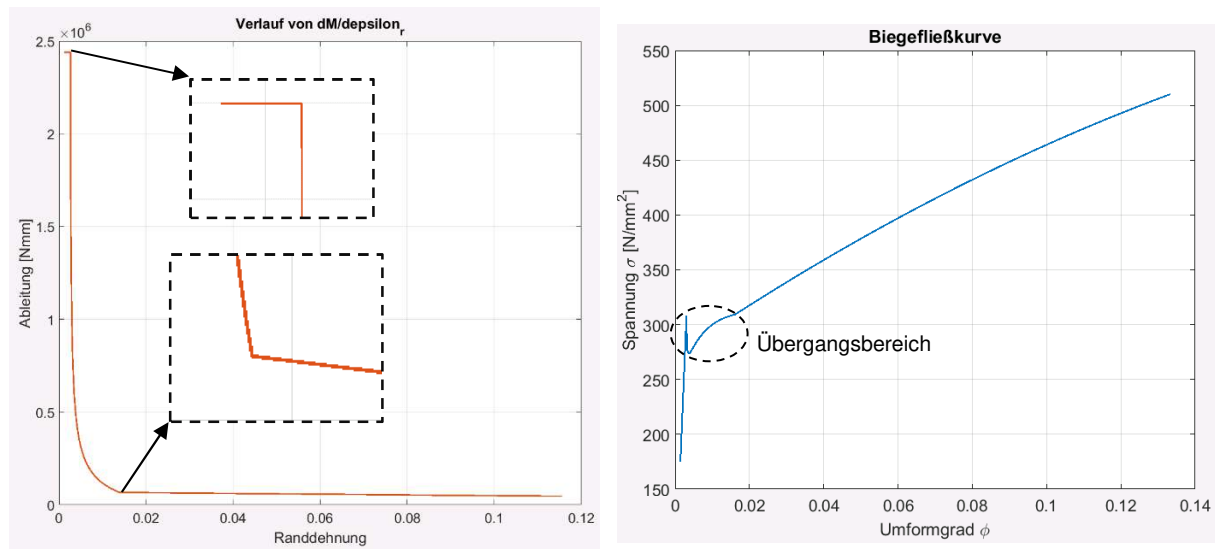 Verlauf von dM/depsilon_r
×10^6
2.5
2
1.5
1
0.5
0
Ableitung [Nmm]
0 0.02 0.04 0.06 0.08 0.1 0.12
Randdehnung
Biegefließkurve
550
500
450
400
350
300
250
200
150
Spannung σ [N/mm²]
Übergangsbereich
0 0.02 0.04 0.06 0.08 0.1 0.12 0.14
Umformgrad ϕ